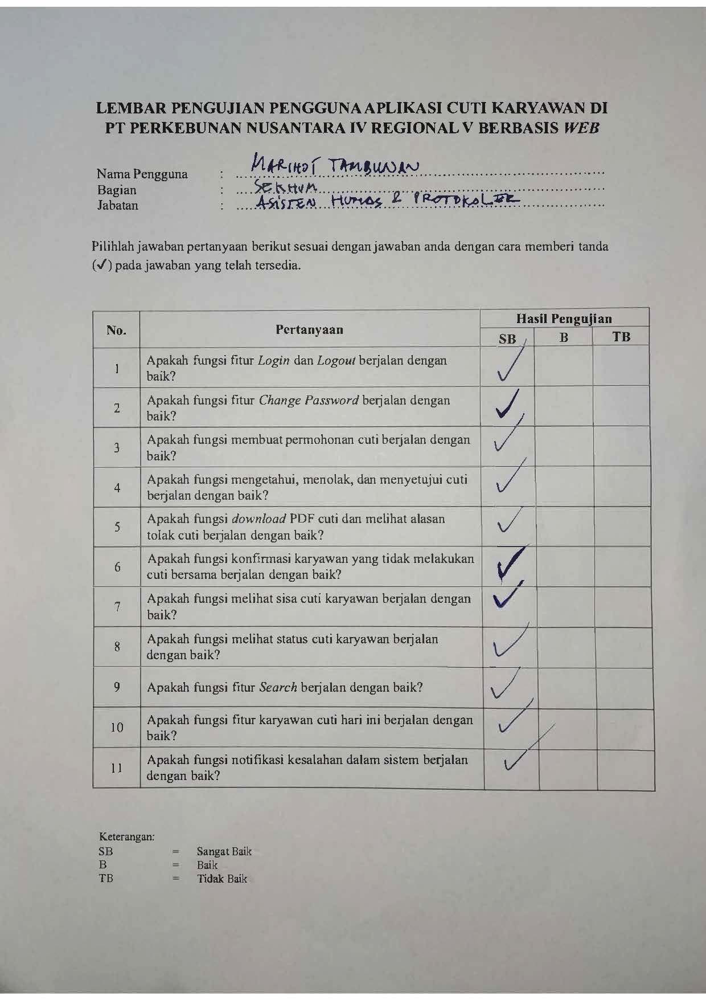 LEMBAR PENGUJIAN PENGGUNA APLIKASI CUTI KARYAWAN DI
PT PERKEBUNAN NUSANTARA IV REGIONAL V BERBASIS WEB
Nama Pengguna : MARIHOT TAMBUNAN
Bagian : SEKHUM
Jabatan : ASISTEN HUMAS & PROTOKOLER
Pilihlah jawaban pertanyaan berikut sesuai dengan jawaban anda dengan cara memberi tanda
(✓) pada jawaban yang telah tersedia.
No. Pertanyaan Hasil Pengujian
SB B TB
1 Apakah fungsi fitur Login dan Logout berjalan dengan
baik? ✓
2 Apakah fungsi fitur Change Password berjalan dengan
baik? ✓
3 Apakah fungsi membuat permohonan cuti berjalan dengan
baik? ✓
4 Apakah fungsi mengetahui, menolak, dan menyetujui cuti
berjalan dengan baik? ✓
5 Apakah fungsi download PDF cuti dan melihat alasan
tolak cuti berjalan dengan baik? ✓
6 Apakah fungsi konfirmasi karyawan yang tidak melakukan
cuti bersama berjalan dengan baik? ✓
7 Apakah fungsi melihat sisa cuti karyawan berjalan dengan
baik? ✓
8 Apakah fungsi melihat status cuti karyawan berjalan
dengan baik? ✓
9 Apakah fungsi fitur Search berjalan dengan baik? ✓
10 Apakah fungsi fitur karyawan cuti hari ini berjalan dengan
baik? ✓
11 Apakah fungsi notifikasi kesalahan dalam sistem berjalan
dengan baik? ✓
Keterangan:
SB = Sangat Baik
B = Baik
TB = Tidak Baik